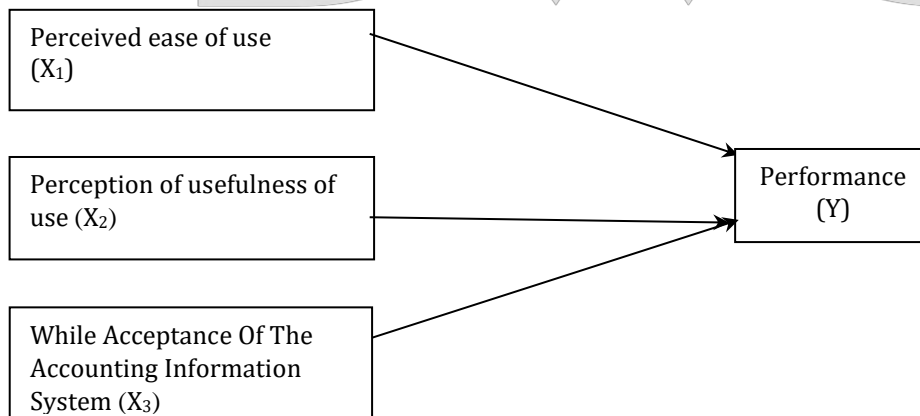 Perceived ease of use
(X₁)
Perception of usefulness of
use (X₂)
Performance
(Y)
While Acceptance Of The
Accounting Information
System (X₃)